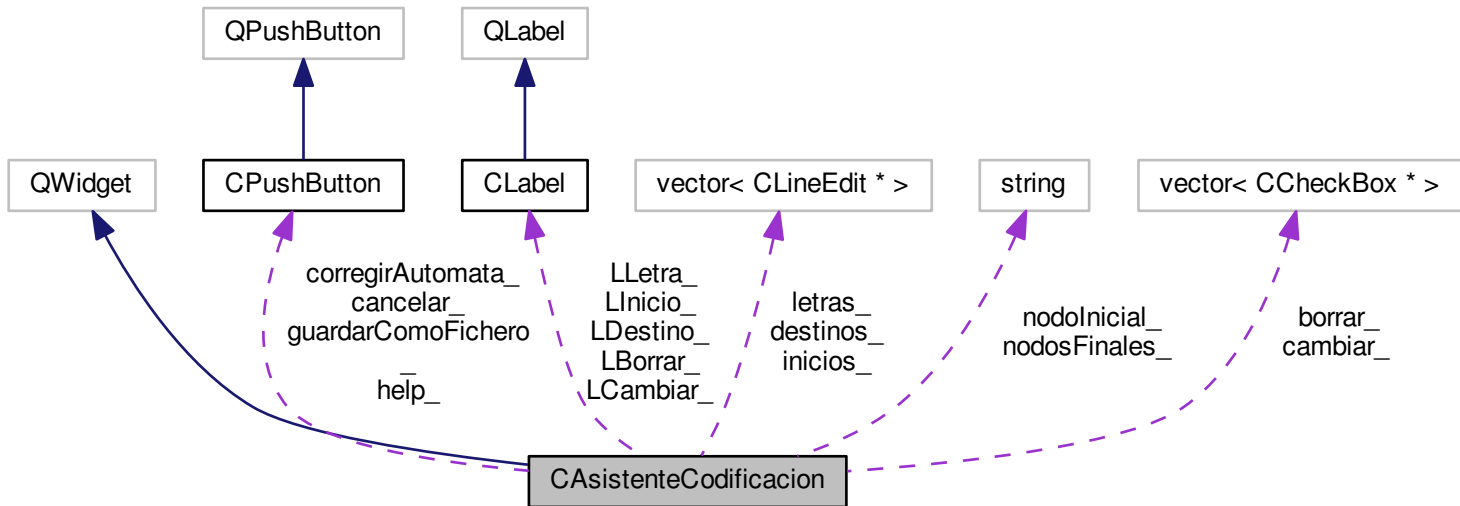 QPushButton
QLabel
QWidget
CPushButton
CLabel
vector< CLineEdit * >
string
vector< CCheckBox * >
corregirAutomata_
cancelar_
guardarComoFichero
_
help_
LLetra_
LInicio_
LDestino_
LBorrar_
LCambiar_
letras_
destinos_
inicios_
nodoInicial_
nodosFinales_
borrar_
cambiar_
CAsistenteCodificacion